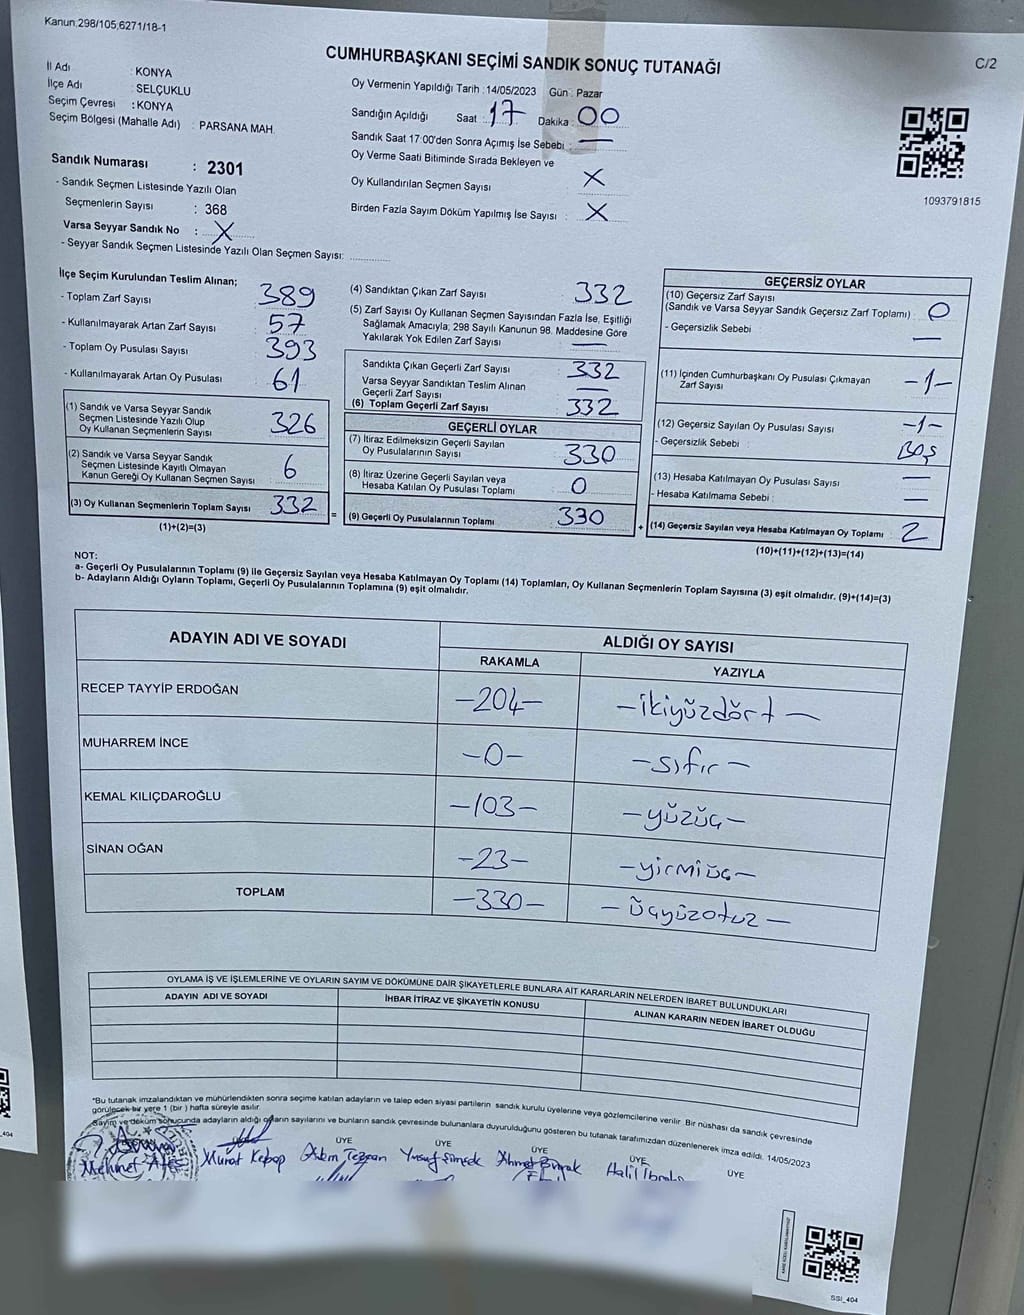 Kanun.298/105,6271/18-1
CUMHURBAŞKANI SEÇİMİ SANDIK SONUÇ TUTANAĞI
C/2
İl Adı : KONYA
İlçe Adı : SELÇUKLU
Seçim Çevresi : KONYA
Seçim Bölgesi (Mahalle Adı) : PARSANA MAH.
Sandık Numarası : 2301
- Sandık Seçmen Listesinde Yazılı Olan
Seçmenlerin Sayısı : 368
Varsa Seyyar Sandık No : X
- Seyyar Sandık Seçmen Listesinde Yazılı Olan Seçmen Sayısı:
Oy Vermenin Yapıldığı Tarih : 14/05/2023 Gün : Pazar
Sandığın Açıldığı Saat : 17 Dakika : 00
Sandık Saat 17:00'den Sonra Açımış İse Sebebi : —
Oy Verme Saati Bitiminde Sırada Bekleyen ve
Oy Kullandırılan Seçmen Sayısı X
Birden Fazla Sayım Döküm Yapılmış İse Sayısı : X
1093791815
İlçe Seçim Kurulundan Teslim Alınan;
- Toplam Zarf Sayısı : 389
- Kullanılmayarak Artan Zarf Sayısı : 57
- Toplam Oy Pusulası Sayısı : 393
- Kullanılmayarak Artan Oy Pusulası : 61
(1) Sandık ve Varsa Seyyar Sandık
Seçmen Listesinde Yazılı Olup
Oy Kullanan Seçmenlerin Sayısı : 326
(2) Sandık ve Varsa Seyyar Sandık
Seçmen Listesinde Kayıtlı Olmayan
Kanun Gereği Oy Kullanan Seçmen Sayısı : 6
(3) Oy Kullanan Seçmenlerin Toplam Sayısı : 332
(1)+(2)=(3)
(4) Sandıktan Çıkan Zarf Sayısı : 332
(5) Zarf Sayısı Oy Kullanan Seçmen Sayısından Fazla İse, Eşitliği
Sağlamak Amacıyla; 298 Sayılı Kanunun 98. Maddesine Göre
Yakılarak Yok Edilen Zarf Sayısı : —
Sandıkta Çıkan Geçerli Zarf Sayısı : 332
Varsa Seyyar Sandıktan Teslim Alınan
Geçerli Zarf Sayısı : —
(6) Toplam Geçerli Zarf Sayısı : 332
GEÇERLİ OYLAR
(7) İtiraz Edilmeksizin Geçerli Sayılan
Oy Pusulalarının Sayısı : 330
(8) İtiraz Üzerine Geçerli Sayılan veya
Hesaba Katılan Oy Pusulası Toplamı : 0
= (9) Geçerli Oy Pusulalarının Toplamı : 330 +
GEÇERSİZ OYLAR
(10) Geçersiz Zarf Sayısı
(Sandık ve Varsa Seyyar Sandık Geçersiz Zarf Toplamı) : 0
- Geçersizlik Sebebi : —
(11) İçinden Cumhurbaşkanı Oy Pusulası Çıkmayan
Zarf Sayısı : -1-
(12) Geçersiz Sayılan Oy Pusulası Sayısı : -1-
- Geçersizlik Sebebi : Boş
(13) Hesaba Katılmayan Oy Pusulası Sayısı : —
- Hesaba Katılmama Sebebi : —
(14) Geçersiz Sayılan veya Hesaba Katılmayan Oy Toplamı : 2
(10)+(11)+(12)+(13)=(14)
NOT:
a- Geçerli Oy Pusulalarının Toplamı (9) ile Geçersiz Sayılan veya Hesaba Katılmayan Oy Toplamı (14) Toplamları, Oy Kullanan Seçmenlerin Toplam Sayısına (3) eşit olmalıdır. (9)+(14)=(3)
b- Adayların Aldığı Oyların Toplamı, Geçerli Oy Pusulalarının Toplamına (9) eşit olmalıdır.
ADAYIN ADI VE SOYADI ALDIĞI OY SAYISI
RAKAMLA YAZIYLA
RECEP TAYYİP ERDOĞAN -204- -ikiyüzdört-
MUHARREM İNCE -0- -sıfır-
KEMAL KILIÇDAROĞLU -103- -yüzüç-
SİNAN OĞAN -23- -yirmiüç-
TOPLAM -330- -üçyüzotuz-
OYLAMA İŞ VE İŞLEMLERİNE VE OYLARIN SAYIM VE DÖKÜMÜNE DAİR ŞİKAYETLERLE BUNLARA AİT KARARLARIN NELERDEN İBARET BULUNDUKLARI
ADAYIN ADI VE SOYADI İHBAR İTİRAZ VE ŞİKAYETİN KONUSU ALINAN KARARIN NEDEN İBARET OLDUĞU
*Bu tutanak imzalandıktan ve mühürlendikten sonra seçime katılan adayların ve talep eden siyasi partilerin sandık kurulu üyelerine veya gözlemcilerine verilir. Bir nüshası da sandık çevresinde
görülecek bir yere 1 (bir) hafta süreyle asılır.
Sayım ve döküm sonucunda adayların aldığı oyların sayılarını ve bunların sandık çevresinde bulunanlara duyurulduğunu gösteren bu tutanak tarafımızdan düzenlenerek imza edildi. 14/05/2023
ÜYE ÜYE ÜYE ÜYE ÜYE
Mehmet Ateş Murat Kebap Tezcan Yusuf Şimşek Ahmet Halil İbrahi
SSI_404